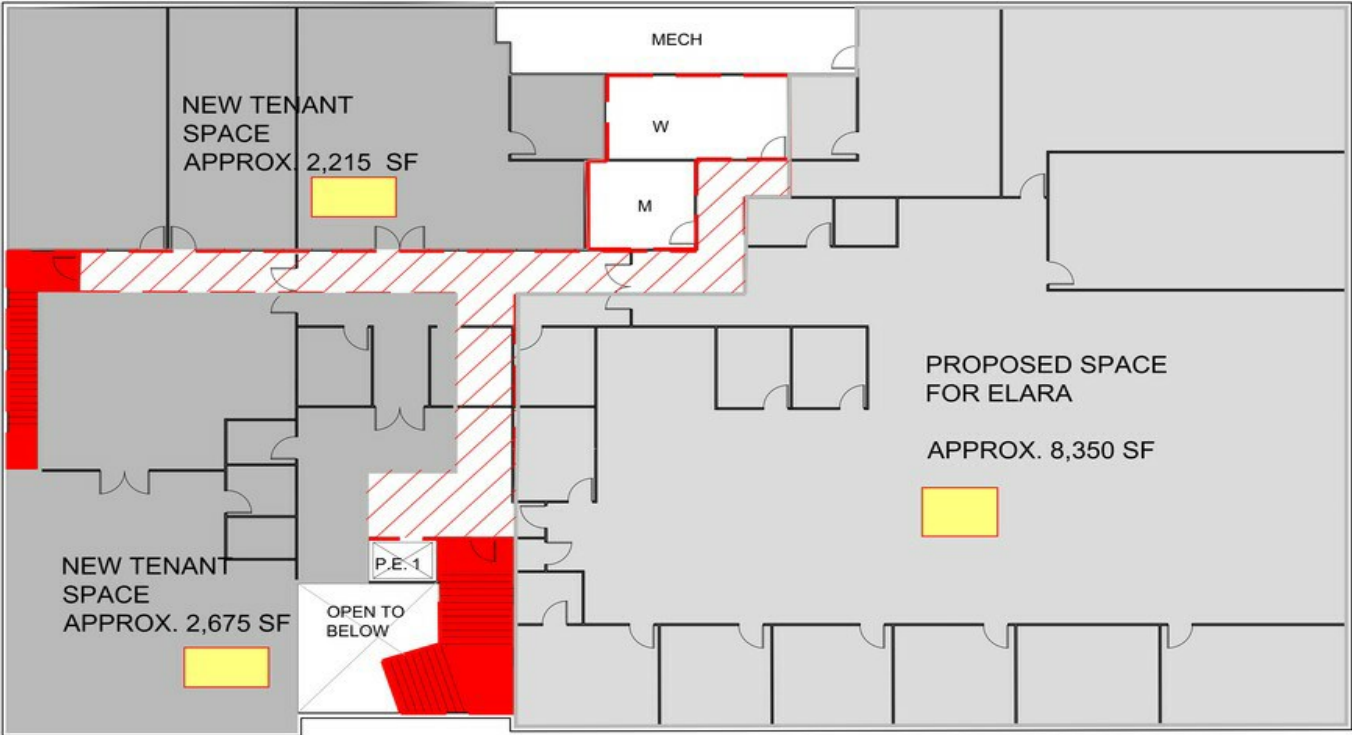 MECH
NEW TENANT
SPACE
APPROX. 2,215 SF
W
M
PROPOSED SPACE
FOR ELARA
APPROX. 8,350 SF
P.E. 1
NEW TENANT
SPACE
APPROX. 2,675 SF
OPEN TO
BELOW